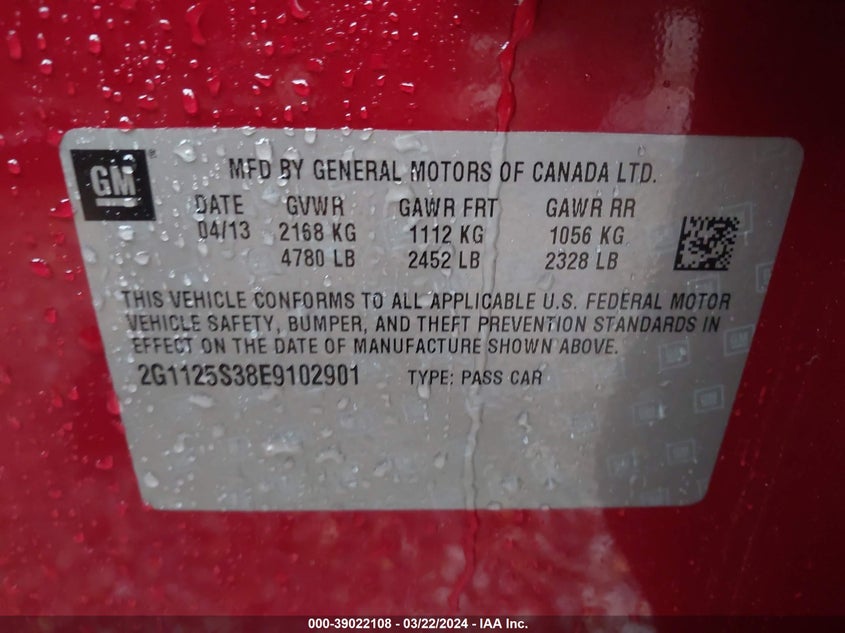 GM
MFD BY GENERAL MOTORS OF CANADA LTD.
DATE GVWR GAWR FRT GAWR RR
04/13 2168 KG 1112 KG 1056 KG
4780 LB 2452 LB 2328 LB
THIS VEHICLE CONFORMS TO ALL APPLICABLE U.S. FEDERAL MOTOR
VEHICLE SAFETY, BUMPER, AND THEFT PREVENTION STANDARDS IN
EFFECT ON THE DATE OF MANUFACTURE SHOWN ABOVE.
2G1125S38E9102901 TYPE: PASS CAR
000-39022108 - 03/22/2024 - IAA Inc.